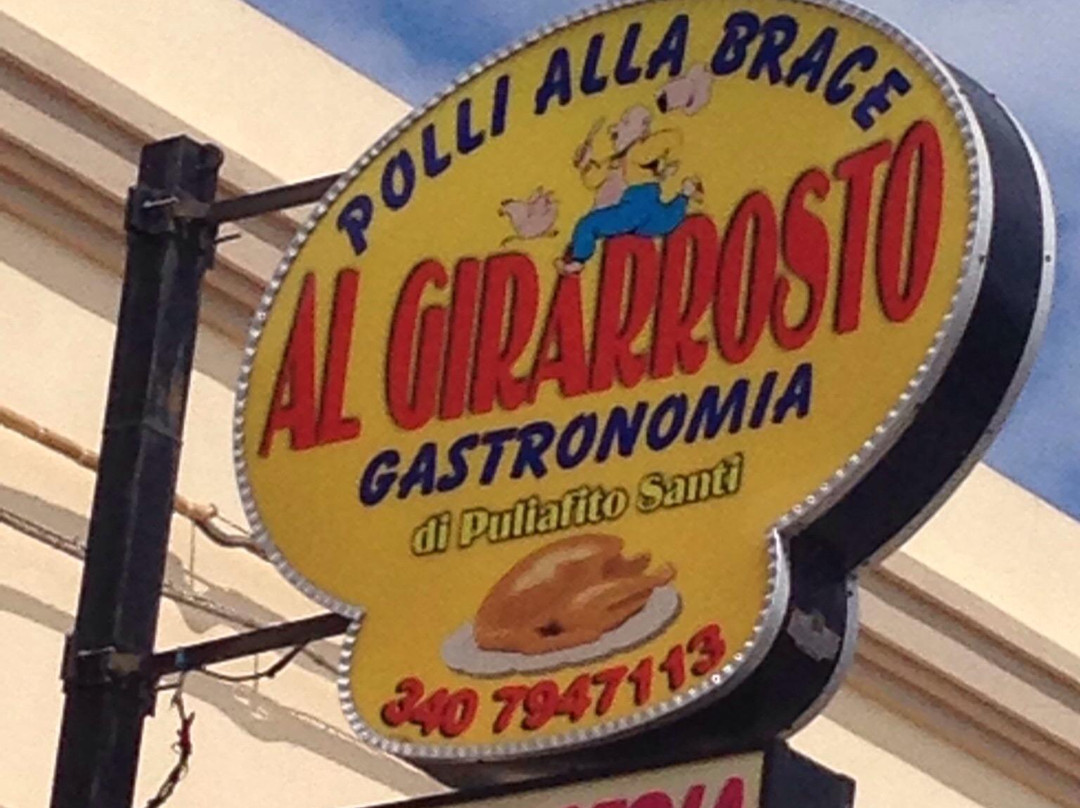 POLLI ALLA BRACE
AL GIRARROSTO
GASTRONOMIA
di Puliafito Santi
340 7947113